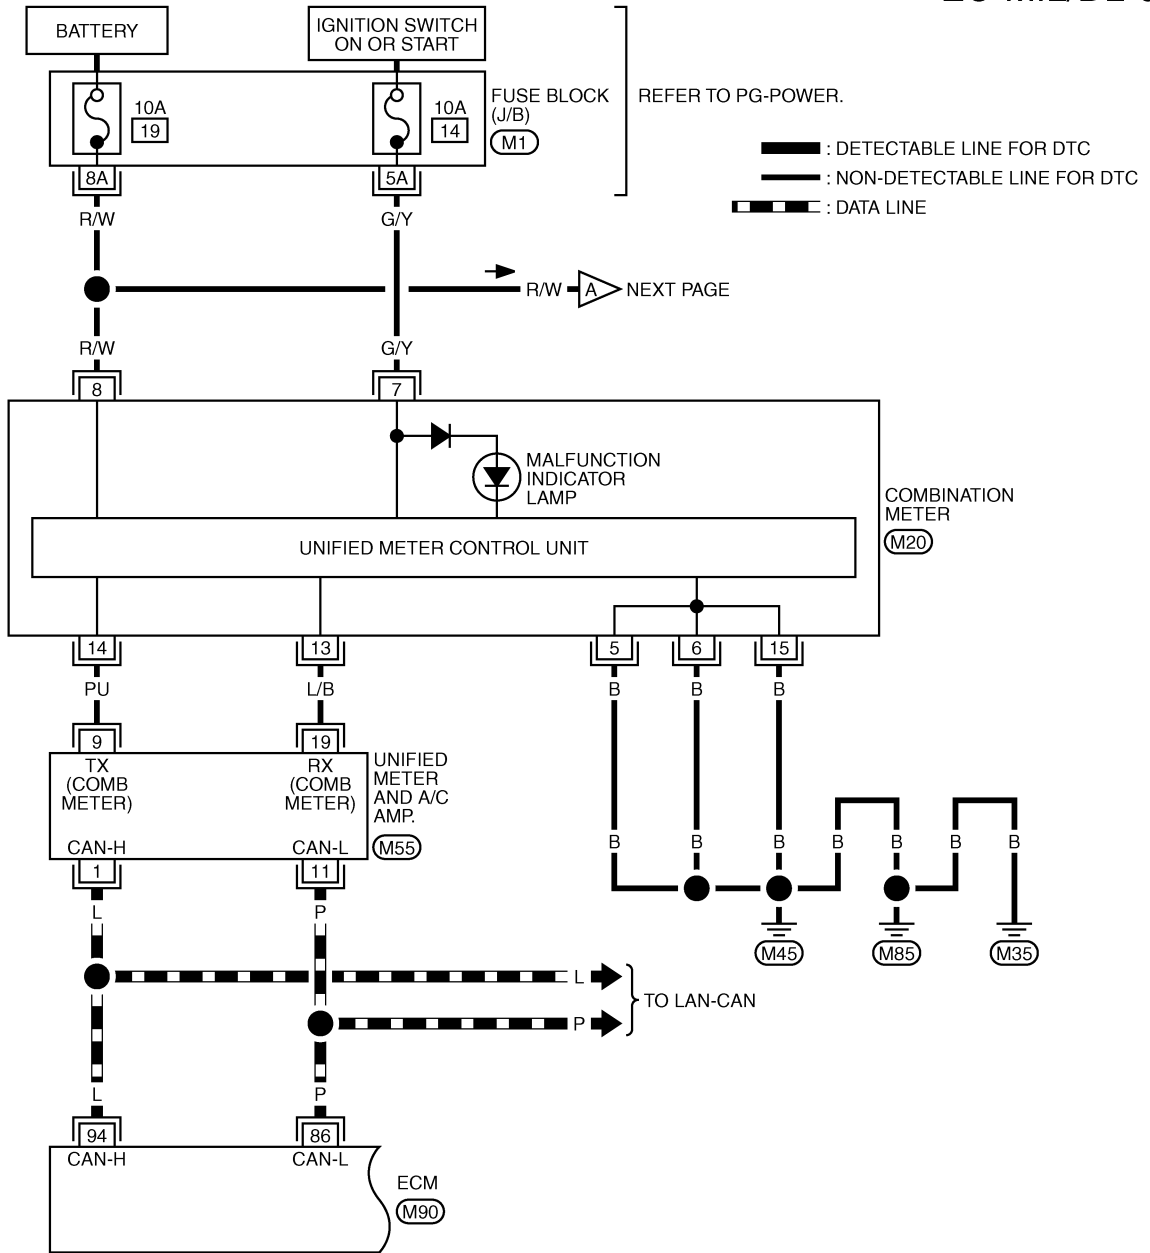 BATTERY
IGNITION SWITCH
ON OR START
10A
19
10A
14
FUSE BLOCK
(J/B)
M1
REFER TO PG-POWER.
: DETECTABLE LINE FOR DTC
: NON-DETECTABLE LINE FOR DTC
: DATA LINE
8A
5A
R/W
G/Y
R/W
A
NEXT PAGE
R/W
G/Y
8
7
MALFUNCTION
INDICATOR
LAMP
COMBINATION
METER
M20
UNIFIED METER CONTROL UNIT
14
13
5
6
15
PU
L/B
B
B
B
9
19
TX
(COMB
METER)
RX
(COMB
METER)
UNIFIED
METER
AND A/C
AMP.
M55
CAN-H
CAN-L
1
11
B
B
B
B
B
B
B
L
P
M45
M85
M35
L
P
TO LAN-CAN
L
P
94
86
CAN-H
CAN-L
ECM
M90